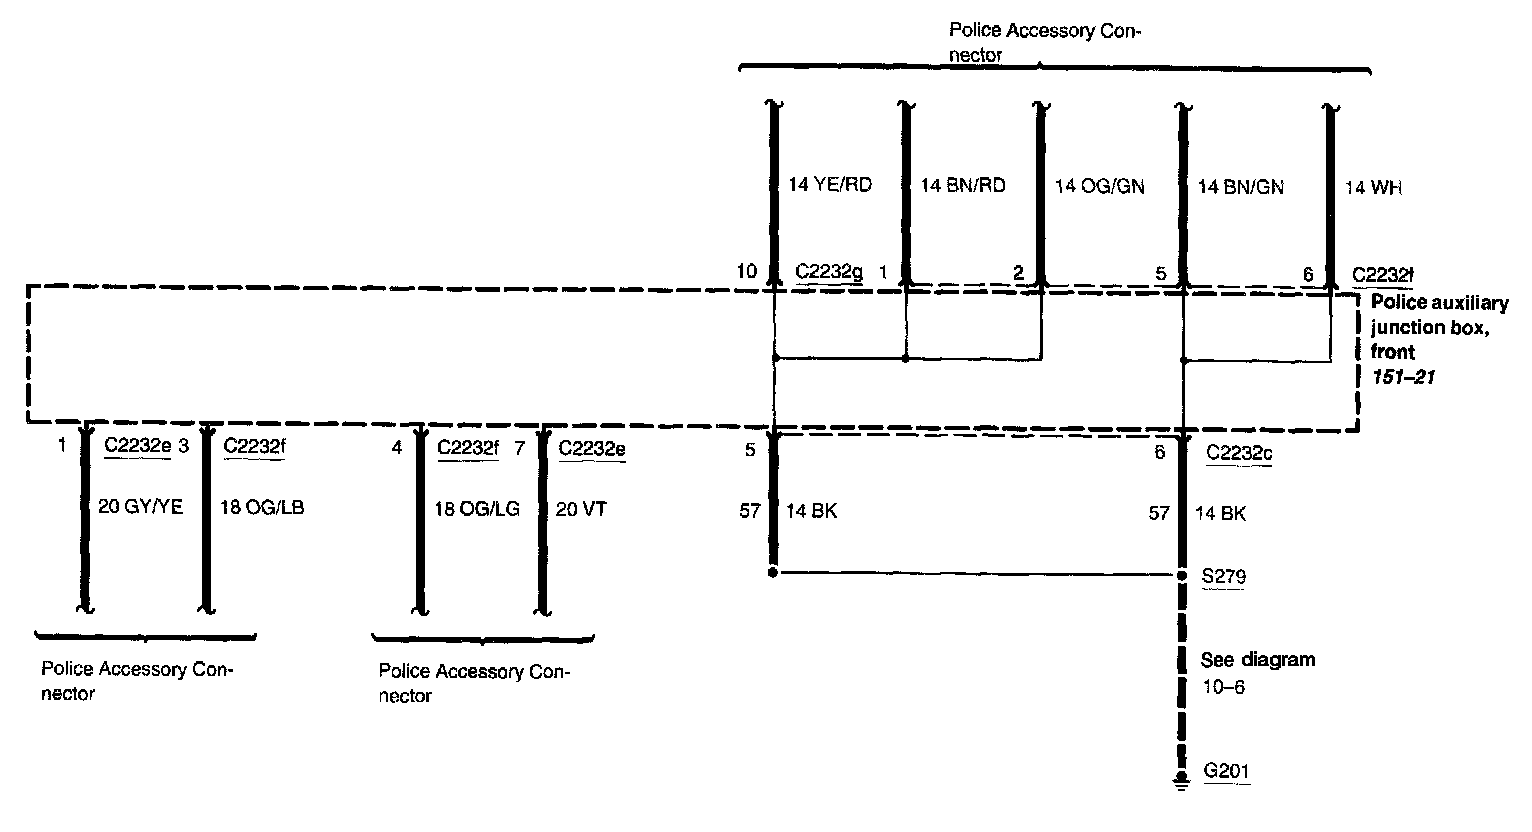 Police Accessory Con-
nector
14 YE/RD
14 BN/RD
14 OG/GN
14 BN/GN
14 WH
10
C2232g
1
2
5
6
C2232f
Police auxiliary
junction box,
front
151–21
1
C2232e
3
C2232f
4
C2232f
7
C2232e
5
6
C2232c
20 GY/YE
18 OG/LB
18 OG/LG
20 VT
57
14 BK
57
14 BK
S279
Police Accessory Con-
nector
Police Accessory Con-
nector
See diagram
10–6
G201